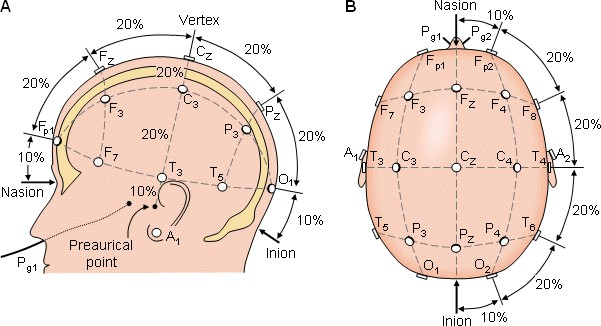 A
Vertex
20%
20%
20%
20%
20%
20%
10%
10%
10%
Fp1
FZ
CZ
F3
C3
P3
PZ
F7
T3
T5
O1
A1
Nasion
Preaurical
point
Inion
Pg1
B
Nasion
10%
Pg1
Pg2
20%
Fp1
Fp2
F7
F3
FZ
F4
F8
20%
A1
T3
C3
CZ
C4
T4
A2
20%
T5
P3
PZ
P4
T6
O1
O2
20%
Inion
10%